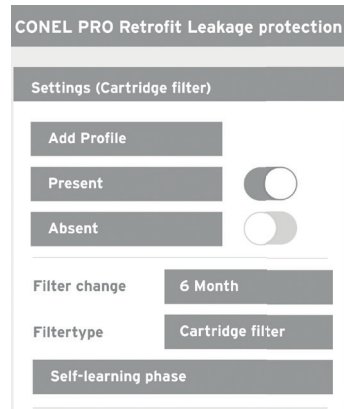 CONEL PRO Retrofit Leakage protection
Settings (Cartridge filter)
Add Profile
Present
Absent
Filter change 6 Month
Filtertype Cartridge filter
Self-learning phase